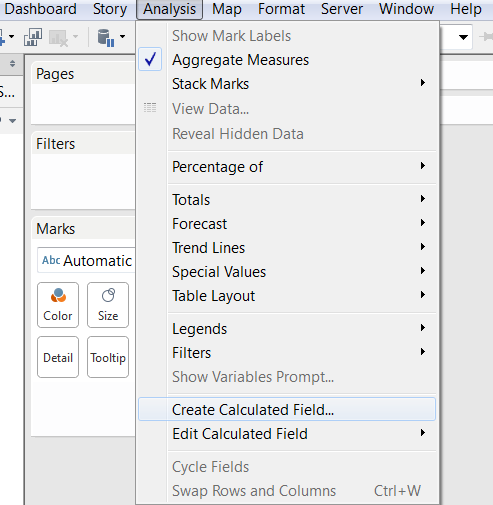 Dashboard Story Analysis Map Format Server Window Help
Show Mark Labels
Aggregate Measures
Stack Marks
View Data...
Reveal Hidden Data
Percentage of
Totals
Forecast
Trend Lines
Special Values
Table Layout
Legends
Filters
Show Variables Prompt...
Create Calculated Field...
Edit Calculated Field
Cycle Fields
Swap Rows and Columns Ctrl+W
S...
Pages
Filters
Marks
Abc Automatic
Color Size
Detail Tooltip